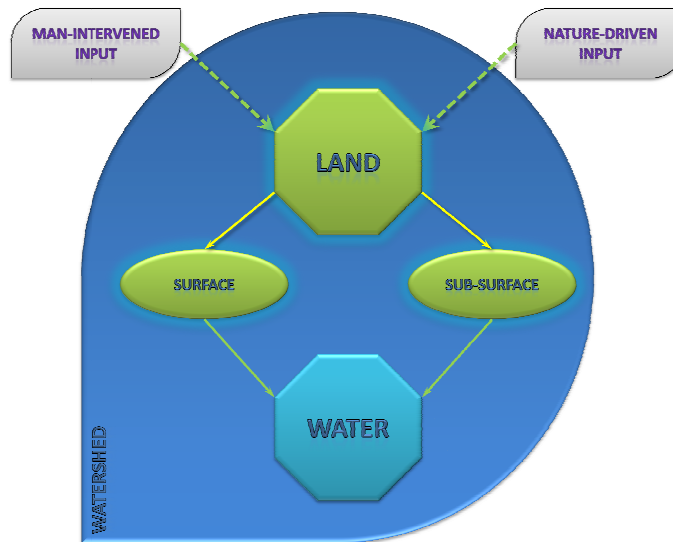 MAN-INTERVENED
INPUT
NATURE-DRIVEN
INPUT
LAND
SURFACE
SUB-SURFACE
WATER
WATERSHED